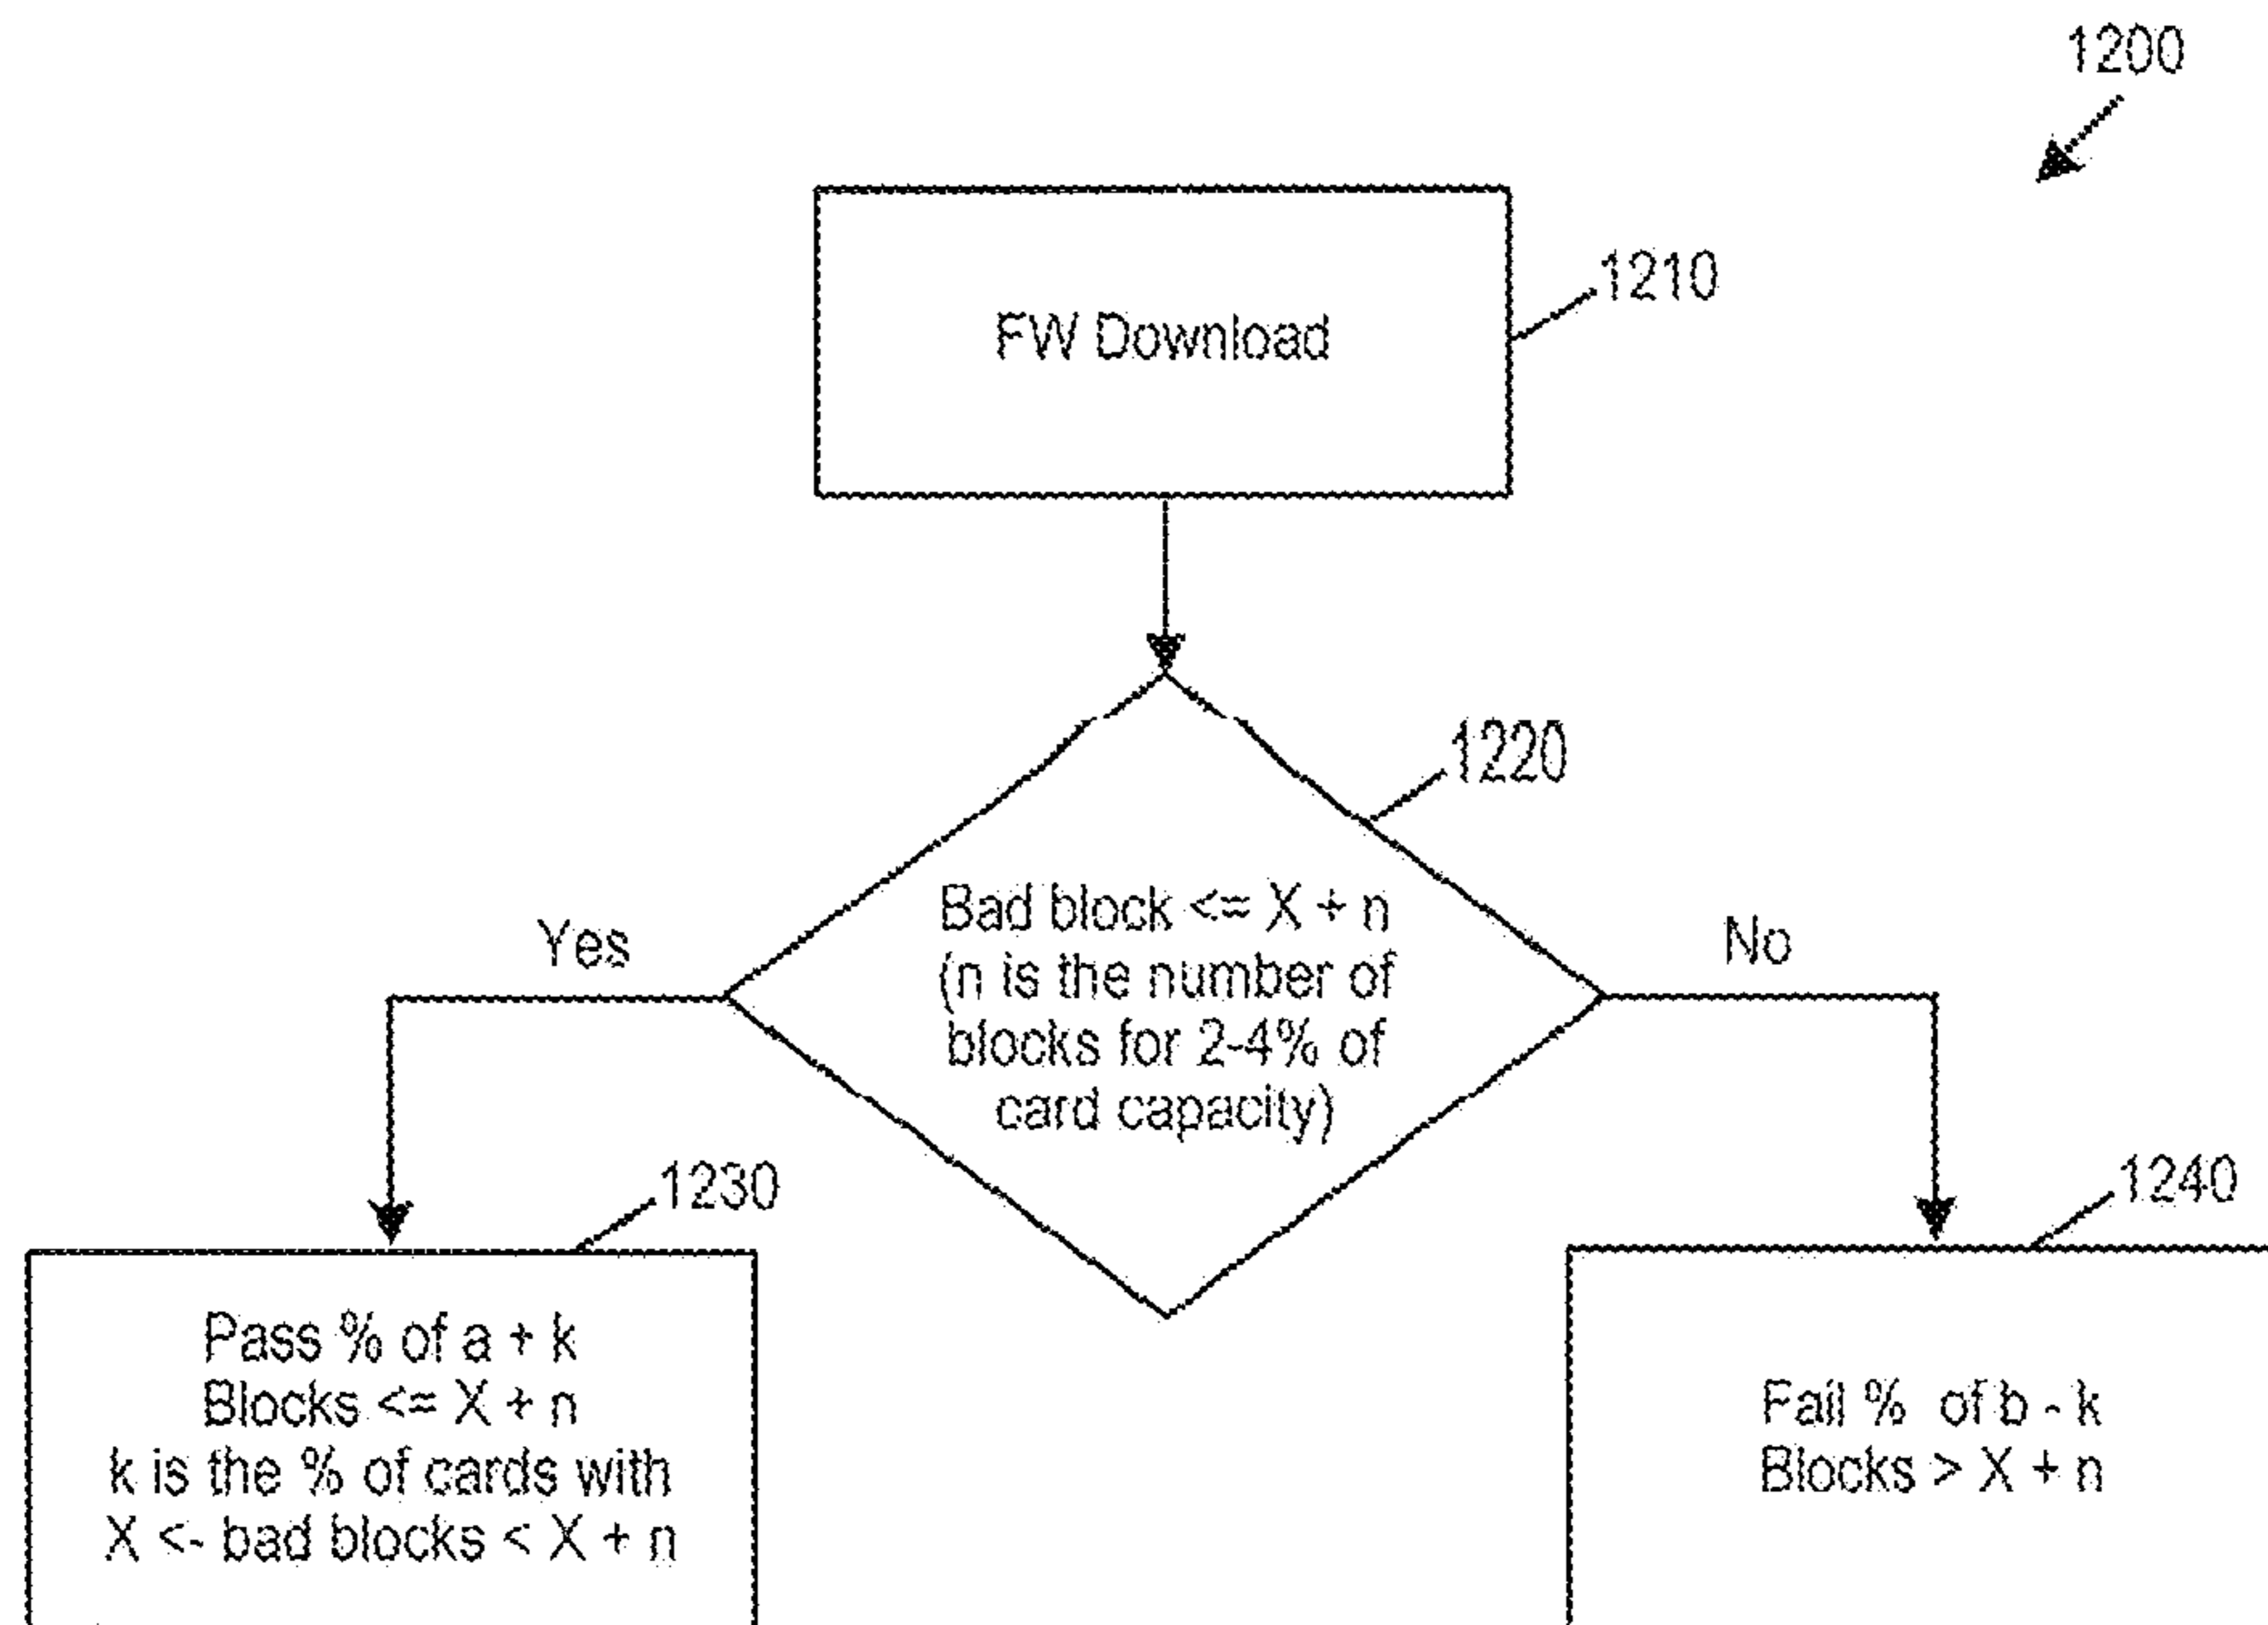 1200
FW Download
1210
1220
Bad block <= X + n
(n is the number of
blocks for 2-4% of
card capacity)
Yes
No
1230
1240
Pass % of a + k
Blocks <= X + n
k is the % of cards with
X <- bad blocks < X + n
Fail % of b - k
Blocks > X + n